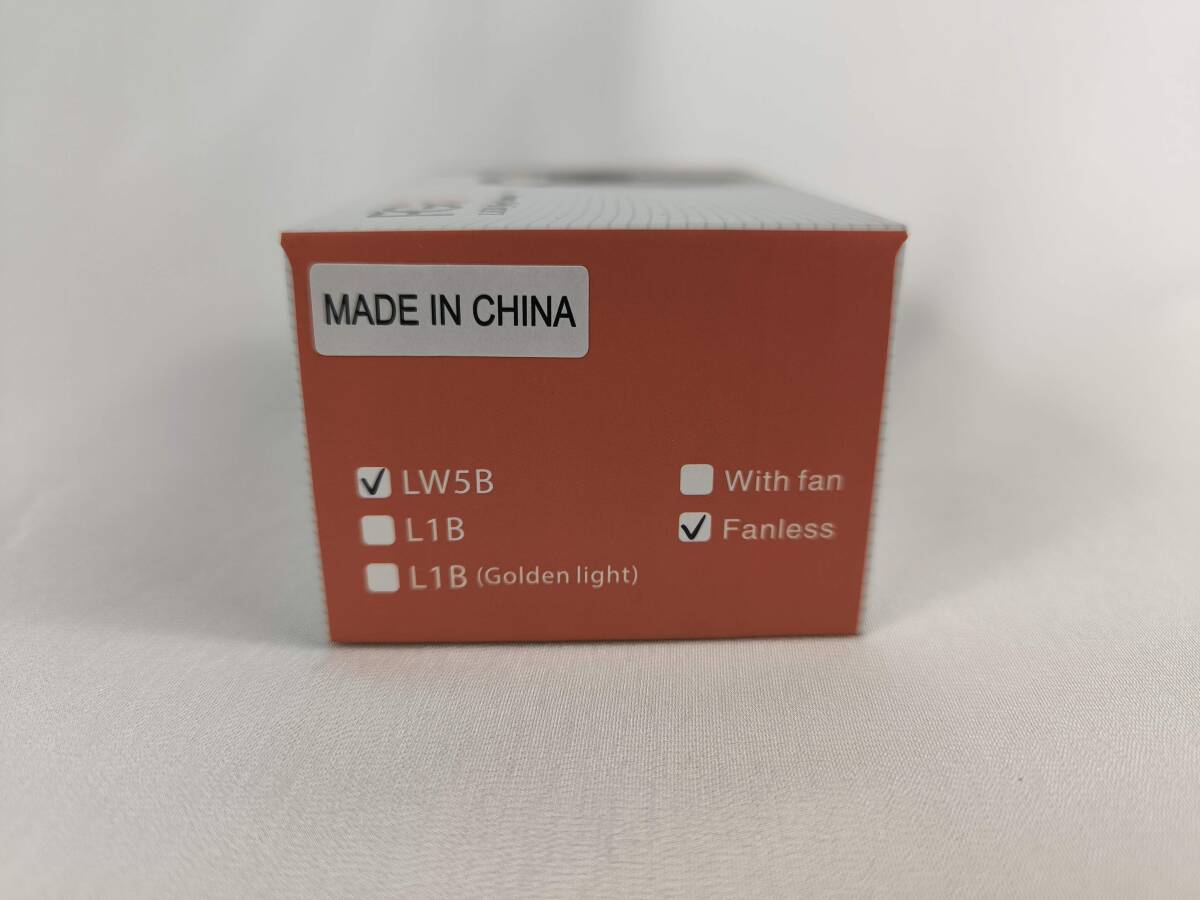 MADE IN CHINA
LW5B
With fan
L1B
Fanless
L1B (Golden light)